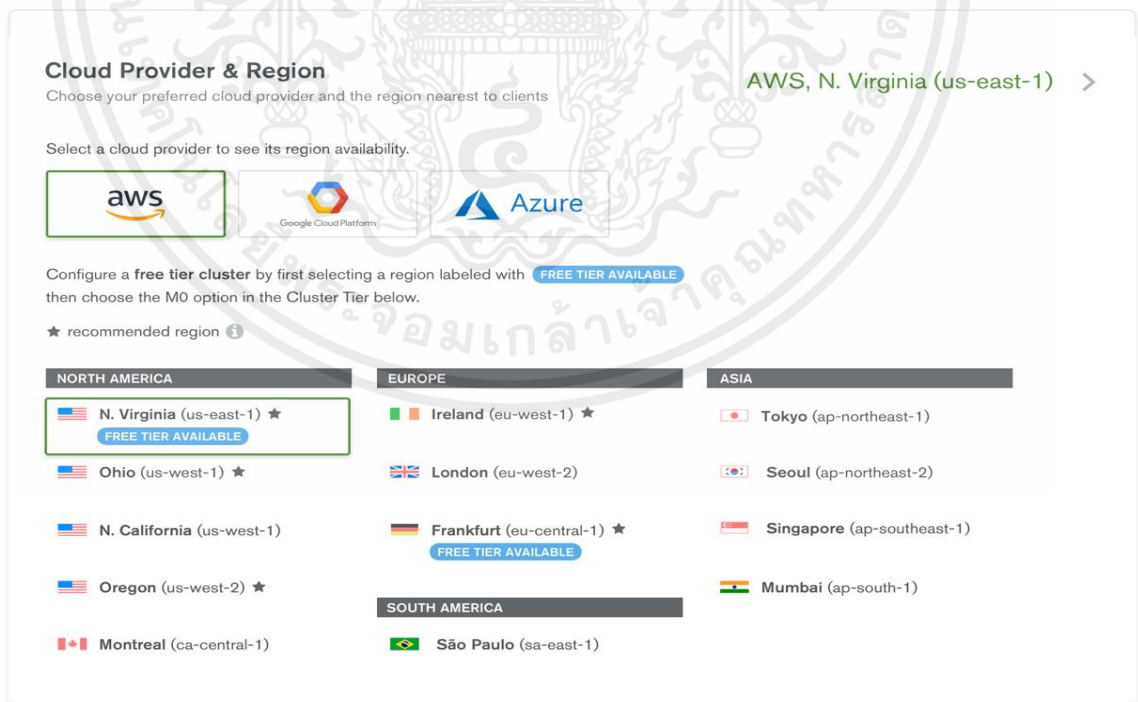 Cloud Provider & Region
Choose your preferred cloud provider and the region nearest to clients
AWS, N. Virginia (us-east-1)
Select a cloud provider to see its region availability.
aws
Google Cloud Platform
Azure
Configure a free tier cluster by first selecting a region labeled with FREE TIER AVAILABLE
then choose the M0 option in the Cluster Tier below.
★ recommended region
NORTH AMERICA
N. Virginia (us-east-1) ★
FREE TIER AVAILABLE
Ohio (us-west-1) ★
N. California (us-west-1)
Oregon (us-west-2) ★
Montreal (ca-central-1)
EUROPE
Ireland (eu-west-1) ★
London (eu-west-2)
Frankfurt (eu-central-1) ★
FREE TIER AVAILABLE
SOUTH AMERICA
São Paulo (sa-east-1)
ASIA
Tokyo (ap-northeast-1)
Seoul (ap-northeast-2)
Singapore (ap-southeast-1)
Mumbai (ap-south-1)